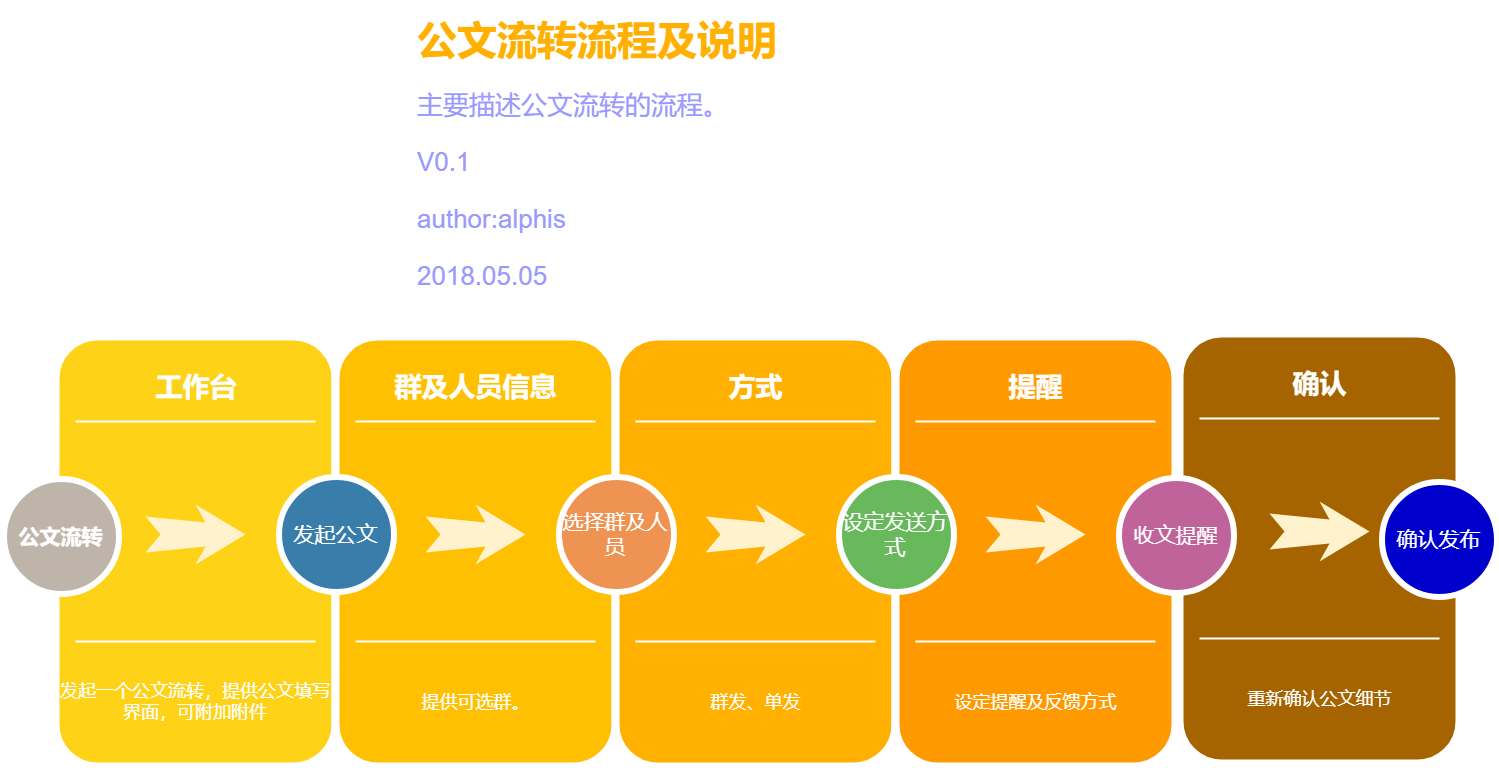 公文流转流程及说明
主要描述公文流转的流程。
V0.1
author:alphis
2018.05.05
工作台
群及人员信息
方式
提醒
确认
公文流转
发起公文
选择群及人
员
设定发送方
式
收文提醒
确认发布
发起一个公文流转，提供公文填写
界面，可附加附件
提供可选群。
群发、单发
设定提醒及反馈方式
重新确认公文细节